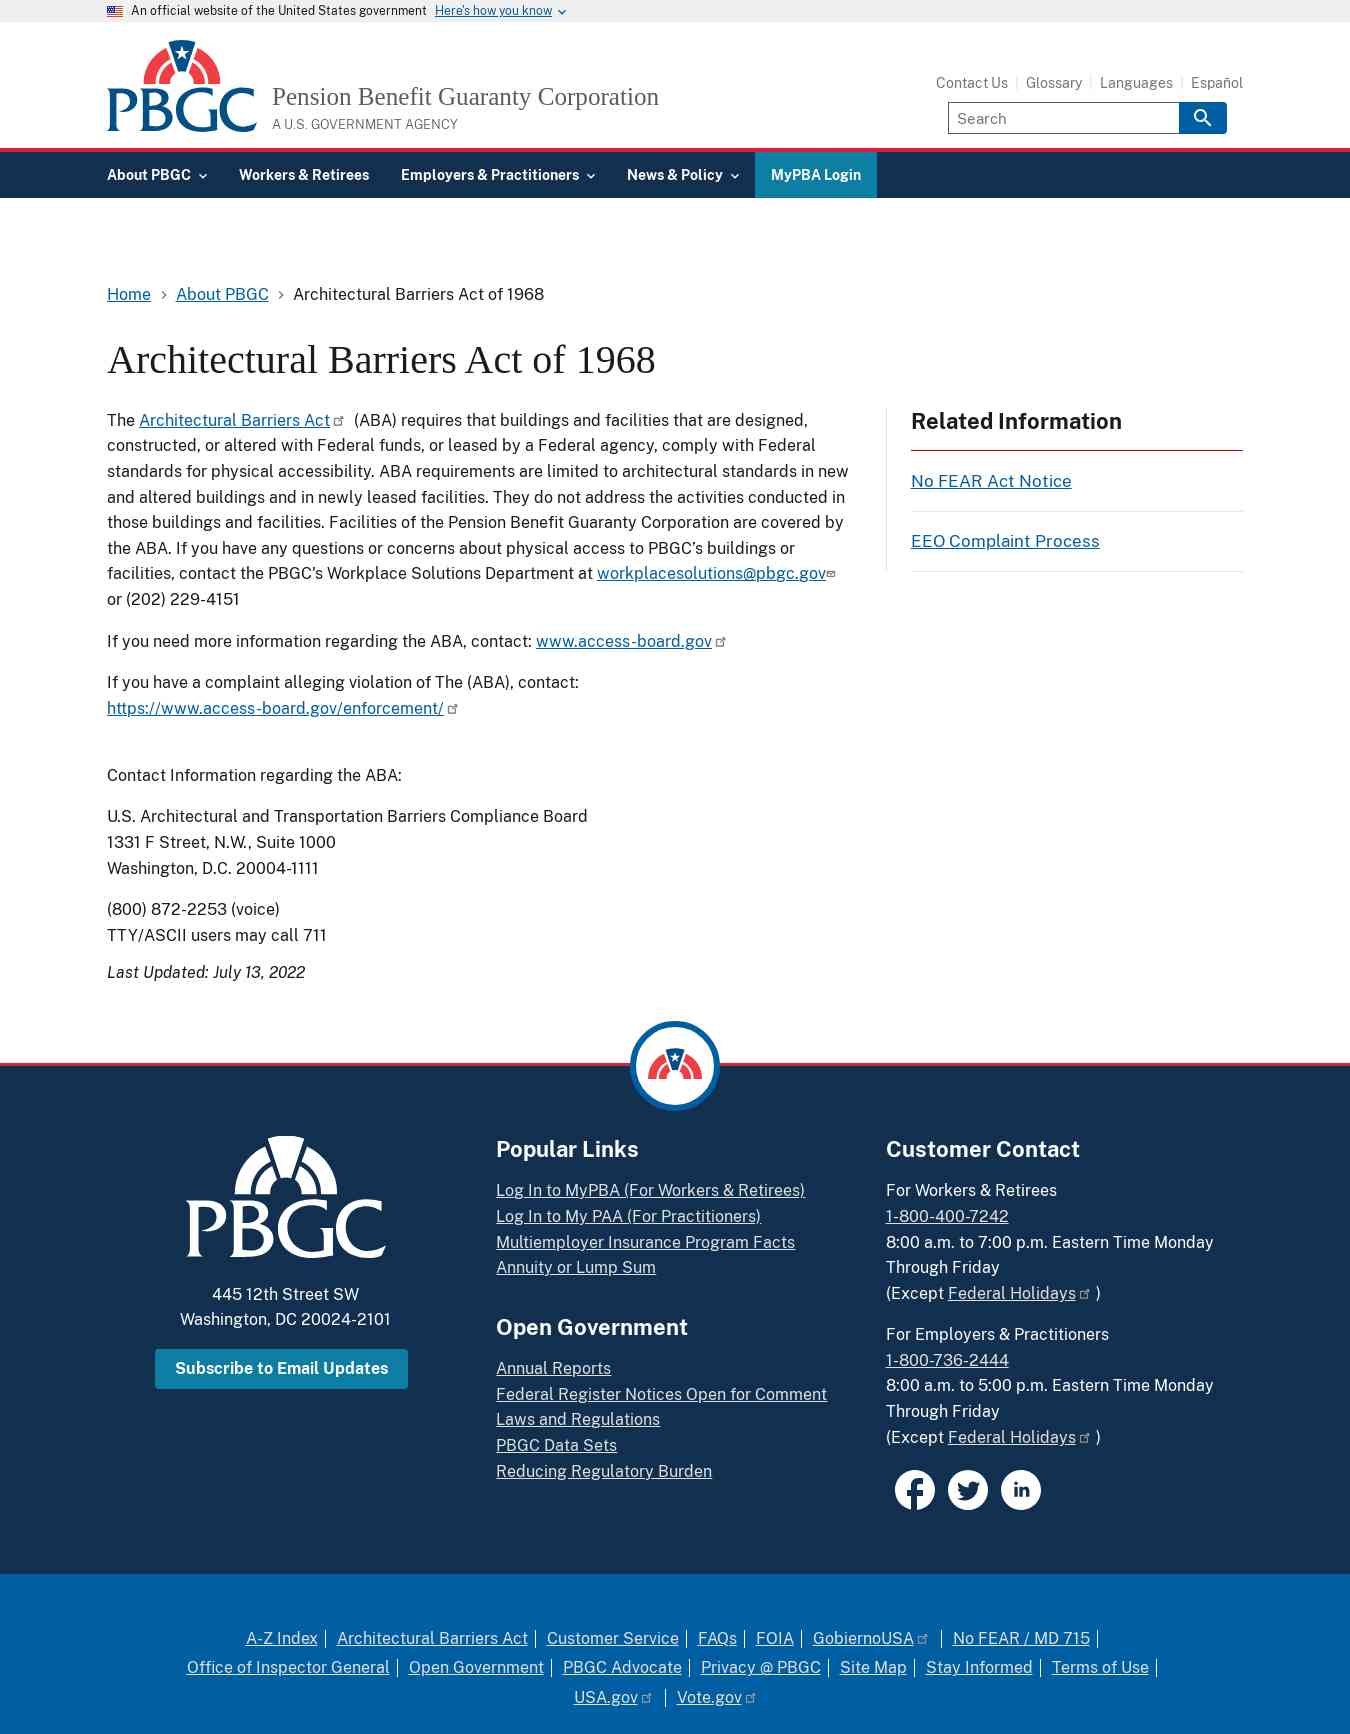 An official website of the United States government Here's how you know
PBGC
Pension Benefit Guaranty Corporation
A U.S. GOVERNMENT AGENCY
Contact Us Glossary Languages Español
Search
About PBGC Workers & Retirees Employers & Practitioners News & Policy MyPBA Login
Home About PBGC Architectural Barriers Act of 1968
Architectural Barriers Act of 1968
The Architectural Barriers Act (ABA) requires that buildings and facilities that are designed,
constructed, or altered with Federal funds, or leased by a Federal agency, comply with Federal
standards for physical accessibility. ABA requirements are limited to architectural standards in new
and altered buildings and in newly leased facilities. They do not address the activities conducted in
those buildings and facilities. Facilities of the Pension Benefit Guaranty Corporation are covered by
the ABA. If you have any questions or concerns about physical access to PBGC's buildings or
facilities, contact the PBGC's Workplace Solutions Department at workplacesolutions@pbgc.gov
or (202) 229-4151
If you need more information regarding the ABA, contact: www.access-board.gov
If you have a complaint alleging violation of The (ABA), contact:
https://www.access-board.gov/enforcement/
Contact Information regarding the ABA:
U.S. Architectural and Transportation Barriers Compliance Board
1331 F Street, N.W., Suite 1000
Washington, D.C. 20004-1111
(800) 872-2253 (voice)
TTY/ASCII users may call 711
Last Updated: July 13, 2022
Related Information
No FEAR Act Notice
EEO Complaint Process
PBGC
445 12th Street SW
Washington, DC 20024-2101
Subscribe to Email Updates
Popular Links
Log In to MyPBA (For Workers & Retirees)
Log In to My PAA (For Practitioners)
Multiemployer Insurance Program Facts
Annuity or Lump Sum
Open Government
Annual Reports
Federal Register Notices Open for Comment
Laws and Regulations
PBGC Data Sets
Reducing Regulatory Burden
Customer Contact
For Workers & Retirees
1-800-400-7242
8:00 a.m. to 7:00 p.m. Eastern Time Monday
Through Friday
(Except Federal Holidays )
For Employers & Practitioners
1-800-736-2444
8:00 a.m. to 5:00 p.m. Eastern Time Monday
Through Friday
(Except Federal Holidays )
in
A-Z Index Architectural Barriers Act Customer Service FAQs FOIA GobiernoUSA No FEAR / MD 715
Office of Inspector General Open Government PBGC Advocate Privacy @ PBGC Site Map Stay Informed Terms of Use
USA.gov Vote.gov